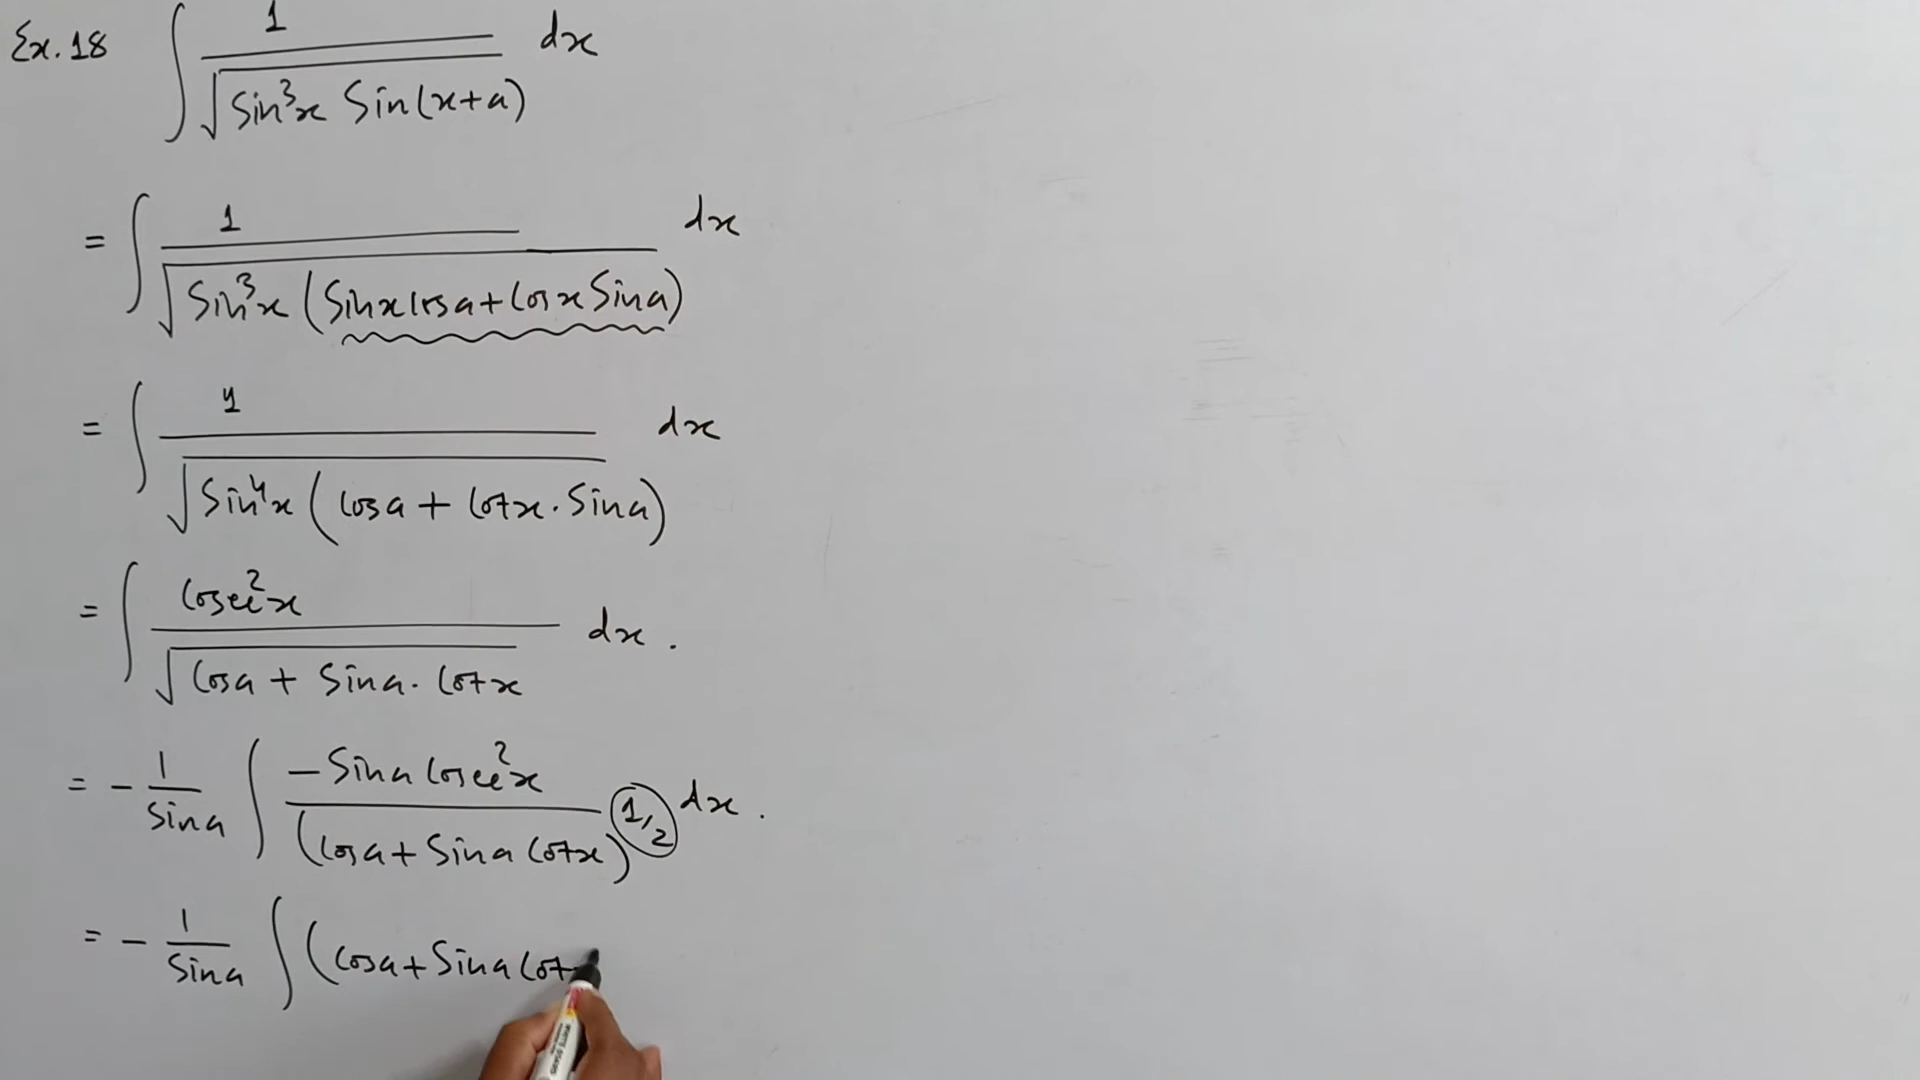 Ex. 18 ∫ 1 / √(Sin³x Sin(x+a)) dx
= ∫ 1 / √(Sin³x (Sinx Cosa + Cosx Sina)) dx
= ∫ 1 / √(Sin⁴x (Cosa + Cotx · Sina)) dx
= ∫ Cosec²x / √(Cosa + Sina · Cotx) dx .
= - 1/Sina ∫ -Sina Cosec²x / (Cosa + Sina Cotx)^1/2 dx .
= - 1/Sina ∫ (Cosa + Sina Cot